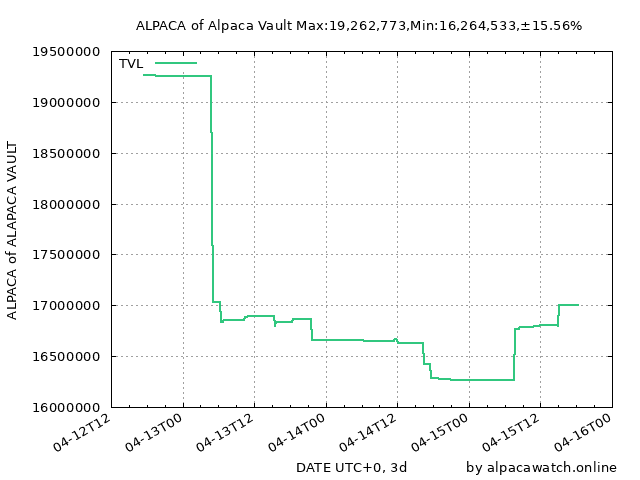 ALPACA of Alpaca Vault Max:19,262,773,Min:16,264,533,±15.56%
TVL
19500000
19000000
18500000
18000000
17500000
17000000
16500000
16000000
ALPACA of ALAPACA VAULT
04-12T12
04-13T00
04-13T12
04-14T00
04-14T12
04-15T00
04-15T12
04-16T00
DATE UTC+0, 3d
by alpacawatch.online